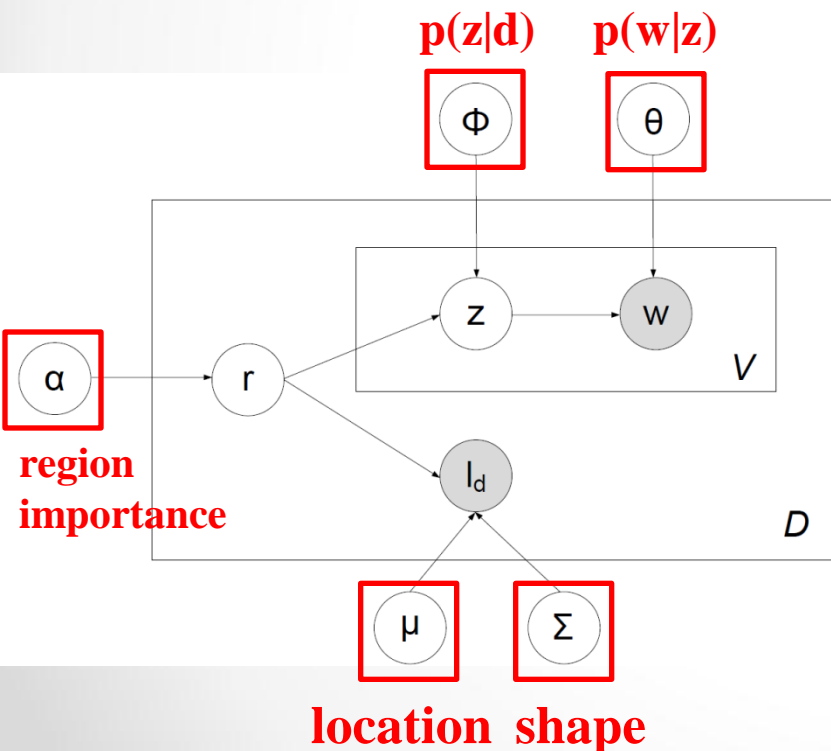 p(z|d) p(w|z)
Φ θ
z w
V
α r
region
importance
l_d
D
μ Σ
location shape